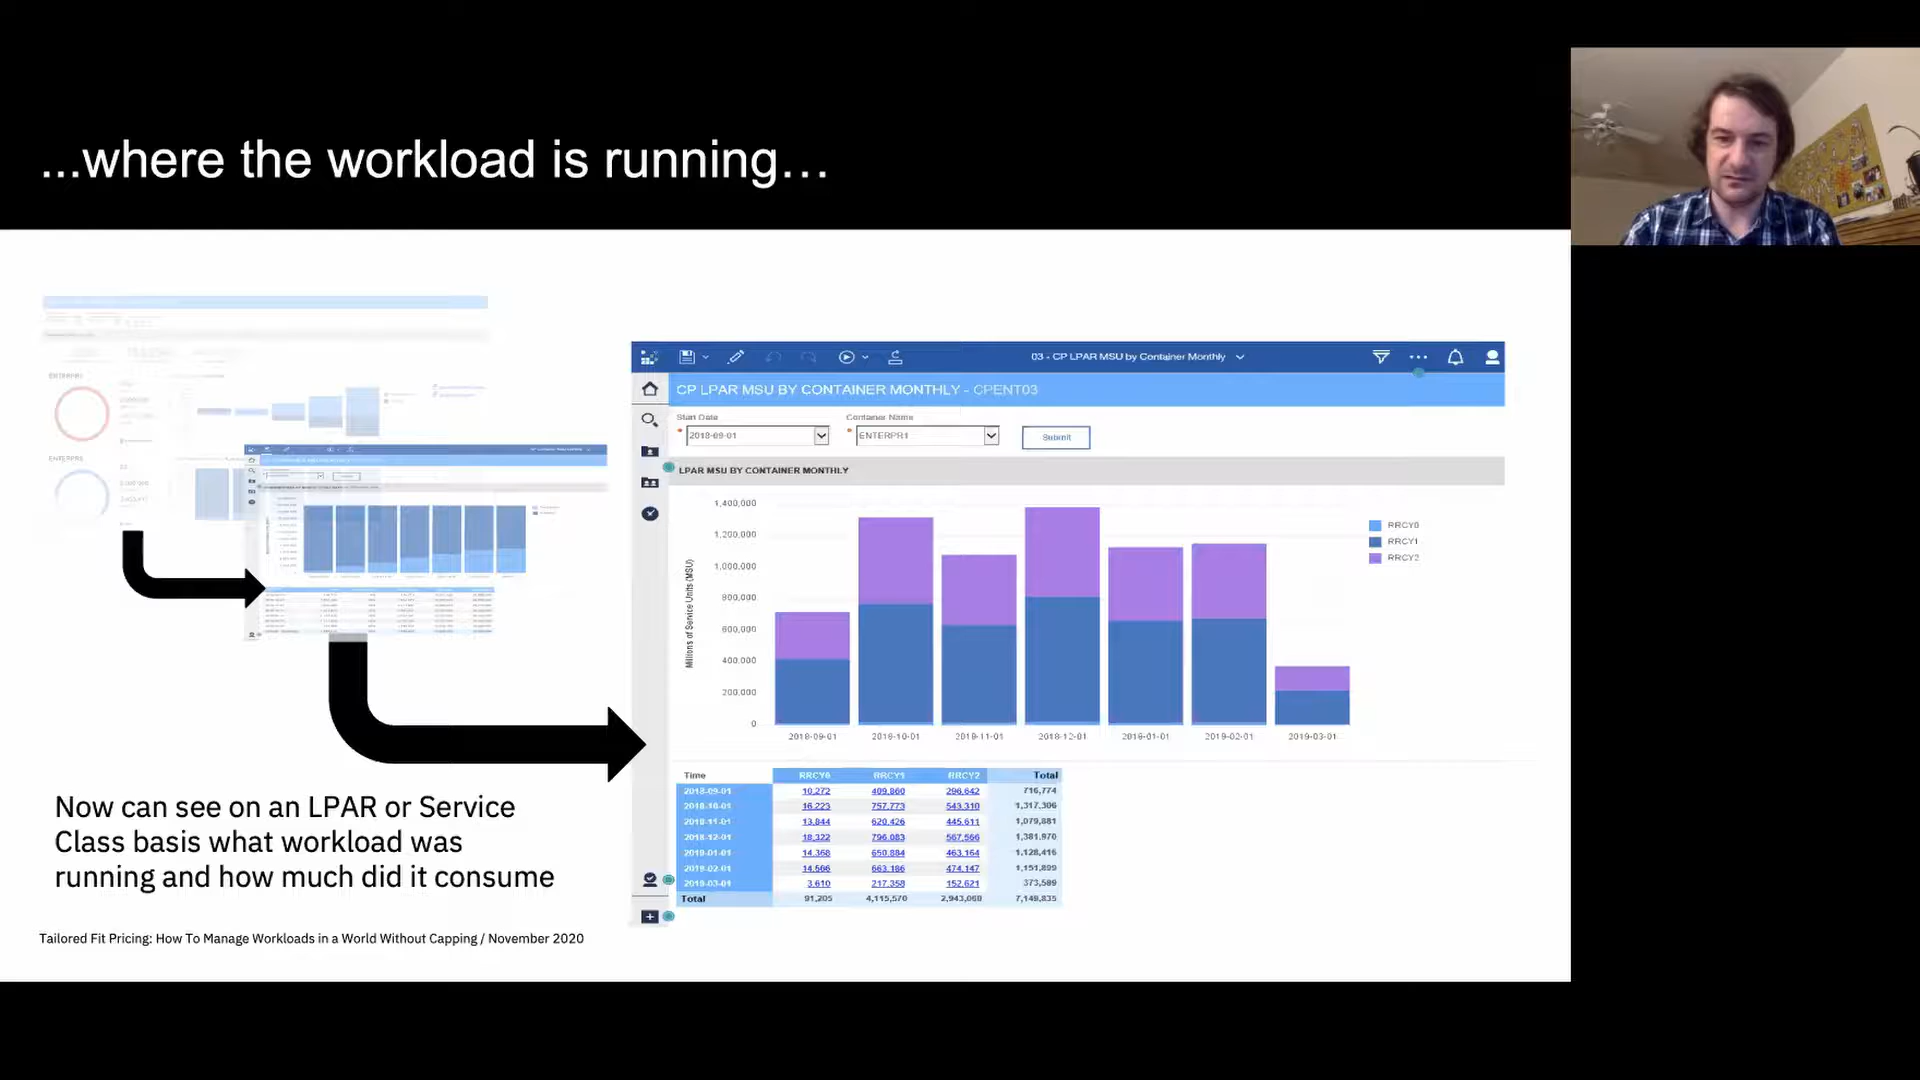 ...where the workload is running...
ENTERPR1
03 - CP LPAR MSU by Container Monthly
CP LPAR MSU BY CONTAINER MONTHLY - CPENT03
Start Date
Container Name
2018-09-01
ENTERPR1
Submit
LPAR MSU BY CONTAINER MONTHLY
Millions of Service Units (MSU)
1,400,000
1,200,000
1,000,000
800,000
600,000
400,000
200,000
0
2018-09-01 2018-10-01 2018-11-01 2018-12-01 2019-01-01 2019-02-01 2019-03-01
RRCY0
RRCY1
RRCY2
Time RRCY0 RRCY1 RRCY2 Total
2018-09-01 10,272 409,860 296,642 716,774
2018-10-01 16,223 757,773 543,310 1,317,306
2018-11-01 13,844 620,426 445,611 1,079,881
2018-12-01 18,322 796,083 567,566 1,381,970
2019-01-01 14,368 650,884 463,164 1,128,416
2019-02-01 14,566 663,186 474,147 1,151,899
2019-03-01 3,610 217,358 152,621 373,589
Total 91,205 4,115,570 2,943,060 7,149,835
Now can see on an LPAR or Service
Class basis what workload was
running and how much did it consume
Tailored Fit Pricing: How To Manage Workloads in a World Without Capping / November 2020